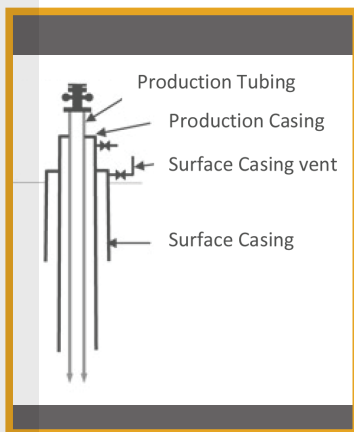 Production Tubing
Production Casing
Surface Casing vent
Surface Casing